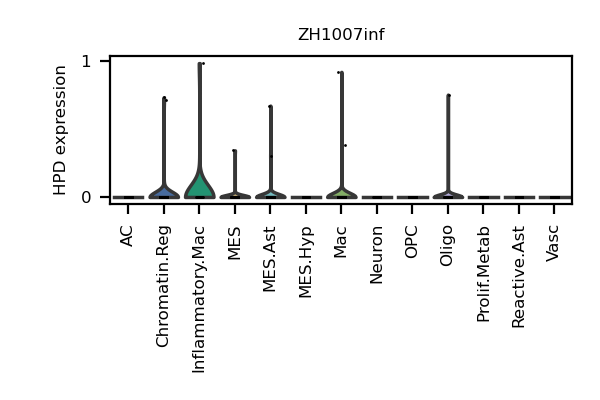 ZH1007inf
HPD expression
1
0
AC
Chromatin.Reg
Inflammatory.Mac
MES
MES.Ast
MES.Hyp
Mac
Neuron
OPC
Oligo
Prolif.Metab
Reactive.Ast
Vasc